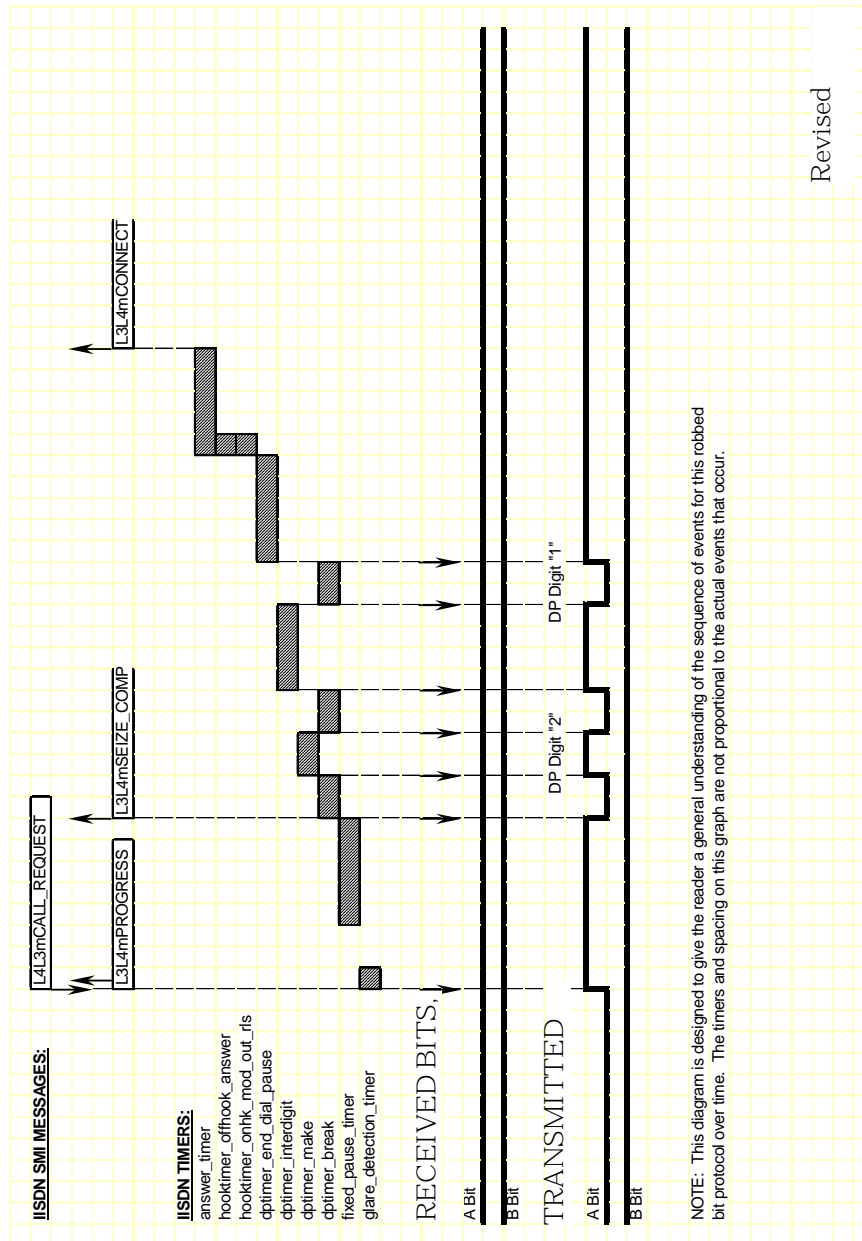 IISDN SMI MESSAGES:
L4L3mCALL_REQUEST
L3L4mPROGRESS
L3L4mSEIZE_COMP
L3L4mCONNECT
IISDN TIMERS:
answer_timer
hooktimer_offhook_answer
hooktimer_onhk_mod_out_rls
dptimer_end_dial_pause
dptimer_interdigit
dptimer_make
dptimer_break
fixed_pause_timer
glare_detection_timer
RECEIVED BITS,
A Bit
B Bit
TRANSMITTED
DP Digit "2"
DP Digit "1"
A Bit
B Bit
NOTE: This diagram is designed to give the reader a general understanding of the sequence of events for this robbed
bit protocol over time. The timers and spacing on this graph are not proportional to the actual events that occur.
Revised